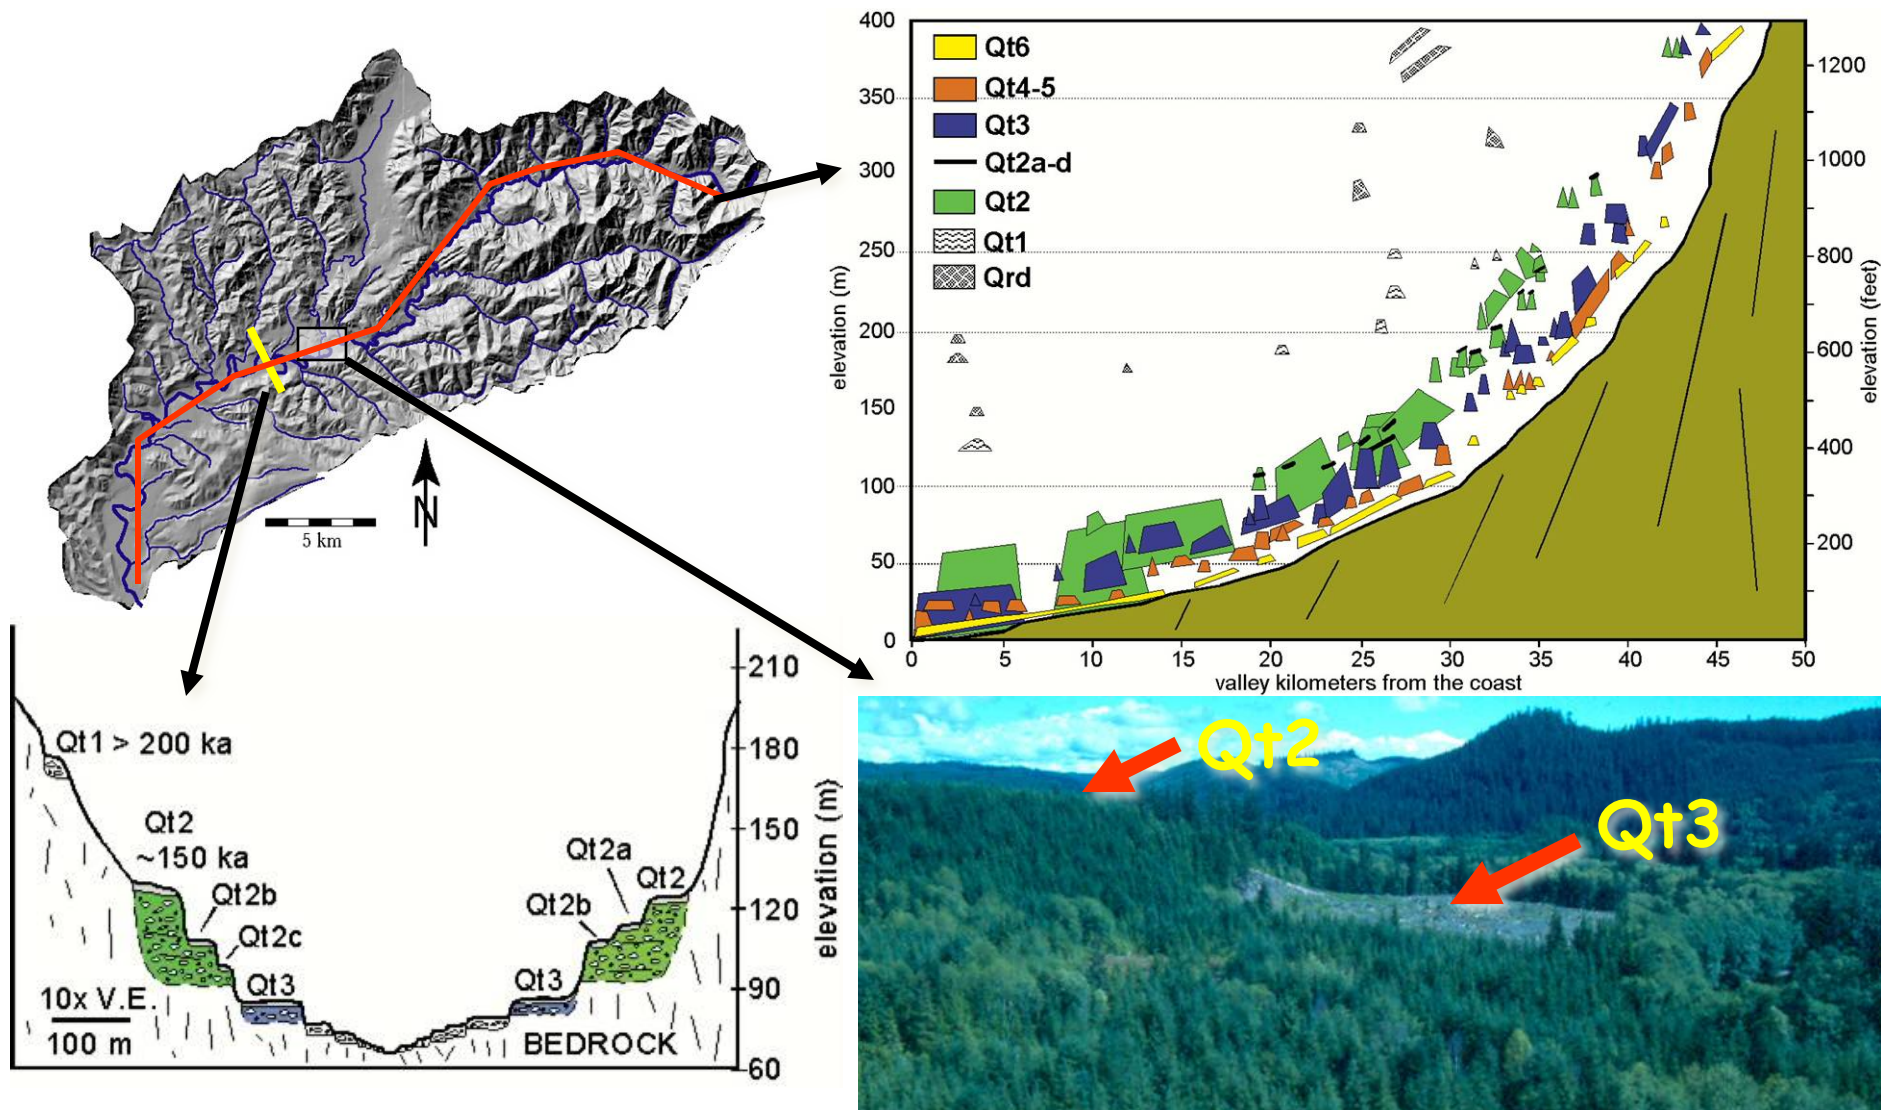 N
5 km
400
350
300
250
200
150
100
50
0
elevation (m)
Qt6
Qt4-5
Qt3
Qt2a-d
Qt2
Qt1
Qrd
1200
1000
800
600
400
200
elevation (feet)
0 5 10 15 20 25 30 35 40 45 50
valley kilometers from the coast
Qt1 > 200 ka
Qt2
~150 ka
Qt2b
Qt2c
Qt3
10x V.E.
100 m
Qt2a
Qt2
Qt2b
Qt3
BEDROCK
210
180
150
120
90
60
elevation (m)
Qt2
Qt3